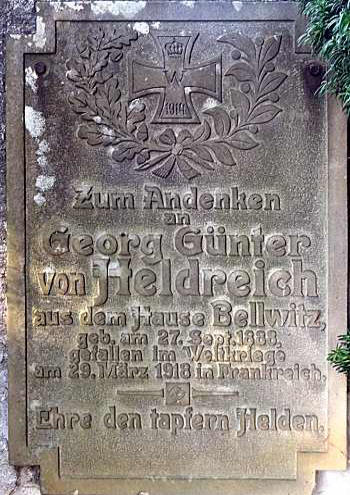 W
1914
Zum Andenken
an
Georg Günter
von Heldreich
aus dem Hause Bellwitz,
geb. am 27. Sept. 1888.
gefallen im Weltkriege
am 29. März 1918 in Frankreich.
Ehre den tapfern Helden.